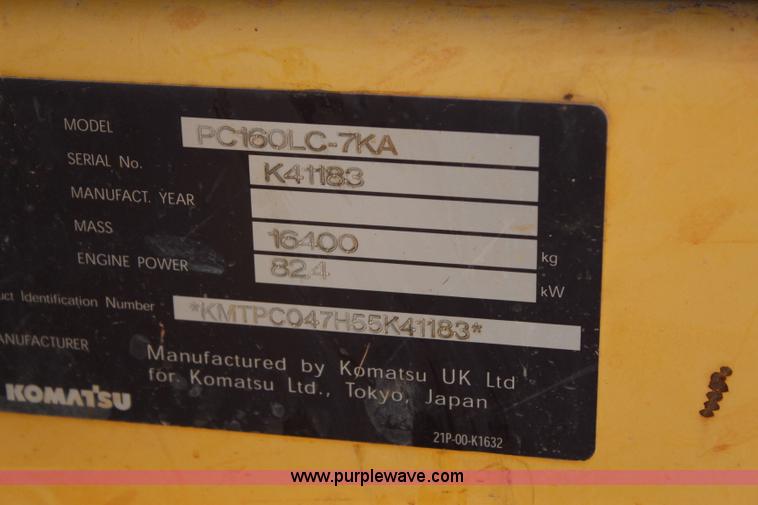 MODEL PC160LC-7KA
SERIAL No. K41183
MANUFACT. YEAR
MASS 16400 kg
ENGINE POWER 82.4 kW
uct Identification Number *KMTPC047H55K41183*
ANUFACTURER
Manufactured by Komatsu UK Ltd
for Komatsu Ltd., Tokyo, Japan
KOMATSU
21P-00-K1632
www.purplewave.com